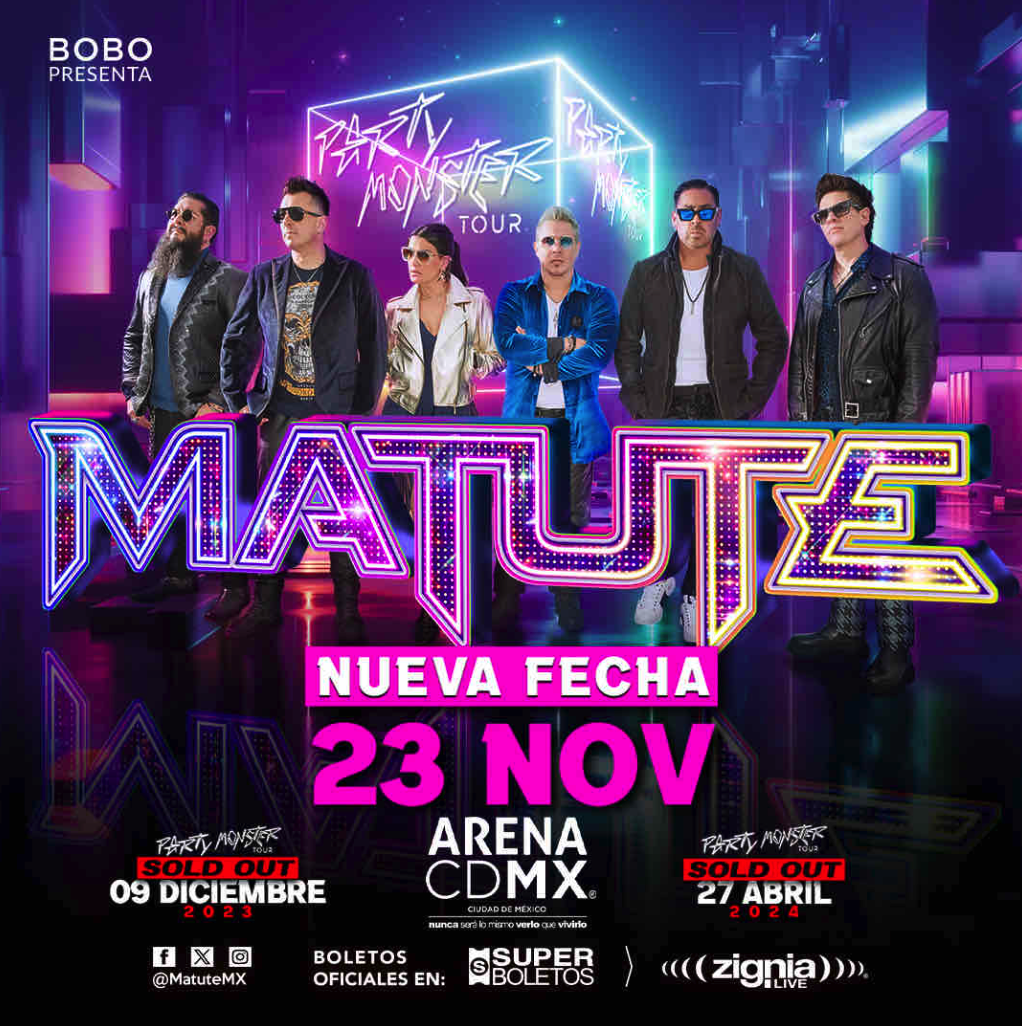 BOBO
PRESENTA
PARTY
MONSTER
TOUR
PARTY
MONSTER
MATUTE
NUEVA FECHA
23 NOV
ARENA
CDMX®
CIUDAD DE MÉXICO
nunca será lo mismo verlo que vivirlo
PARTY MONSTER
TOUR
SOLD OUT
09 DICIEMBRE
2023
PARTY MONSTER
TOUR
SOLD OUT
27 ABRIL
2024
@MatuteMX
BOLETOS
OFICIALES EN:
SUPER
BOLETOS
((((zignia))))®
LIVE